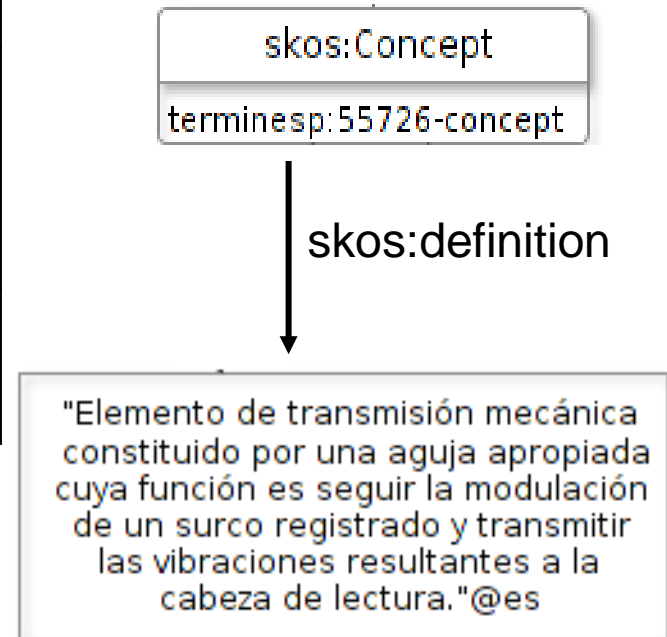 skos:Concept
terminesp:55726-concept
skos:definition
"Elemento de transmisión mecánica
constituido por una aguja apropiada
cuya función es seguir la modulación
de un surco registrado y transmitir
las vibraciones resultantes a la
cabeza de lectura."@es